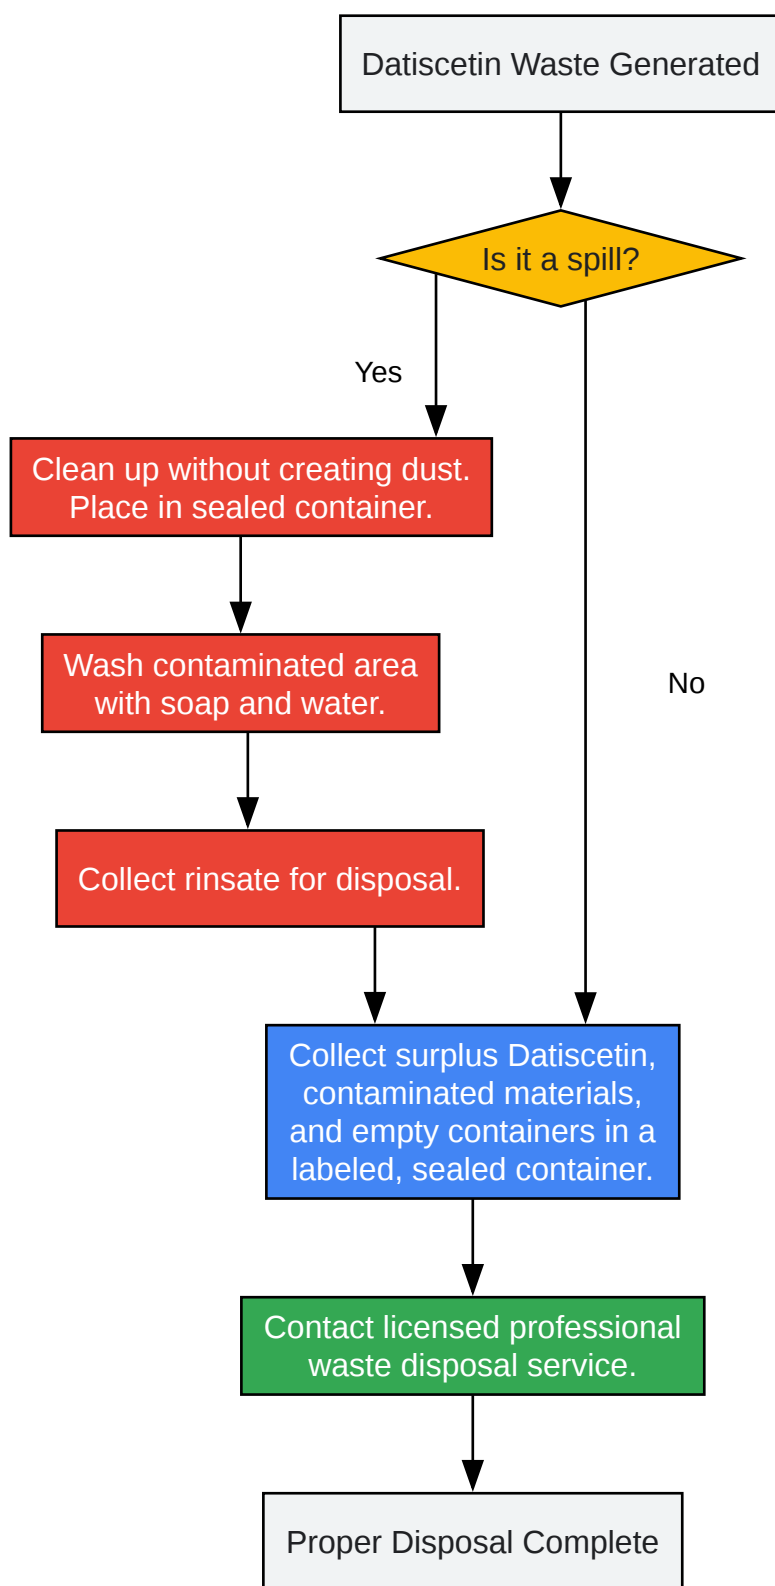 Datiscetin Waste Generated
Is it a spill?
Yes
Clean up without creating dust.
Place in sealed container.
Wash contaminated area
with soap and water.
No
Collect rinsate for disposal.
Collect surplus Datiscetin,
contaminated materials,
and empty containers in a
labeled, sealed container.
Contact licensed professional
waste disposal service.
Proper Disposal Complete